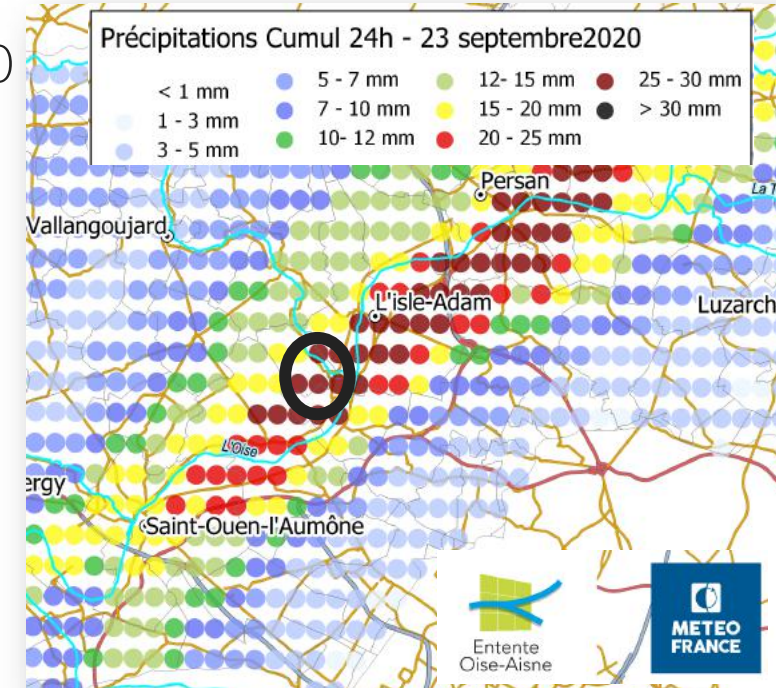 Précipitations Cumul 24h - 23 septembre2020
< 1 mm
1 - 3 mm
3 - 5 mm
5 - 7 mm
7 - 10 mm
10- 12 mm
12- 15 mm
15 - 20 mm
20 - 25 mm
25 - 30 mm
> 30 mm
Persan
La T
Vallangoujard
L'isle-Adam
Luzarch
L'Oise
ergy
Saint-Ouen-l'Aumône
Entente
Oise-Aisne
METEO
FRANCE